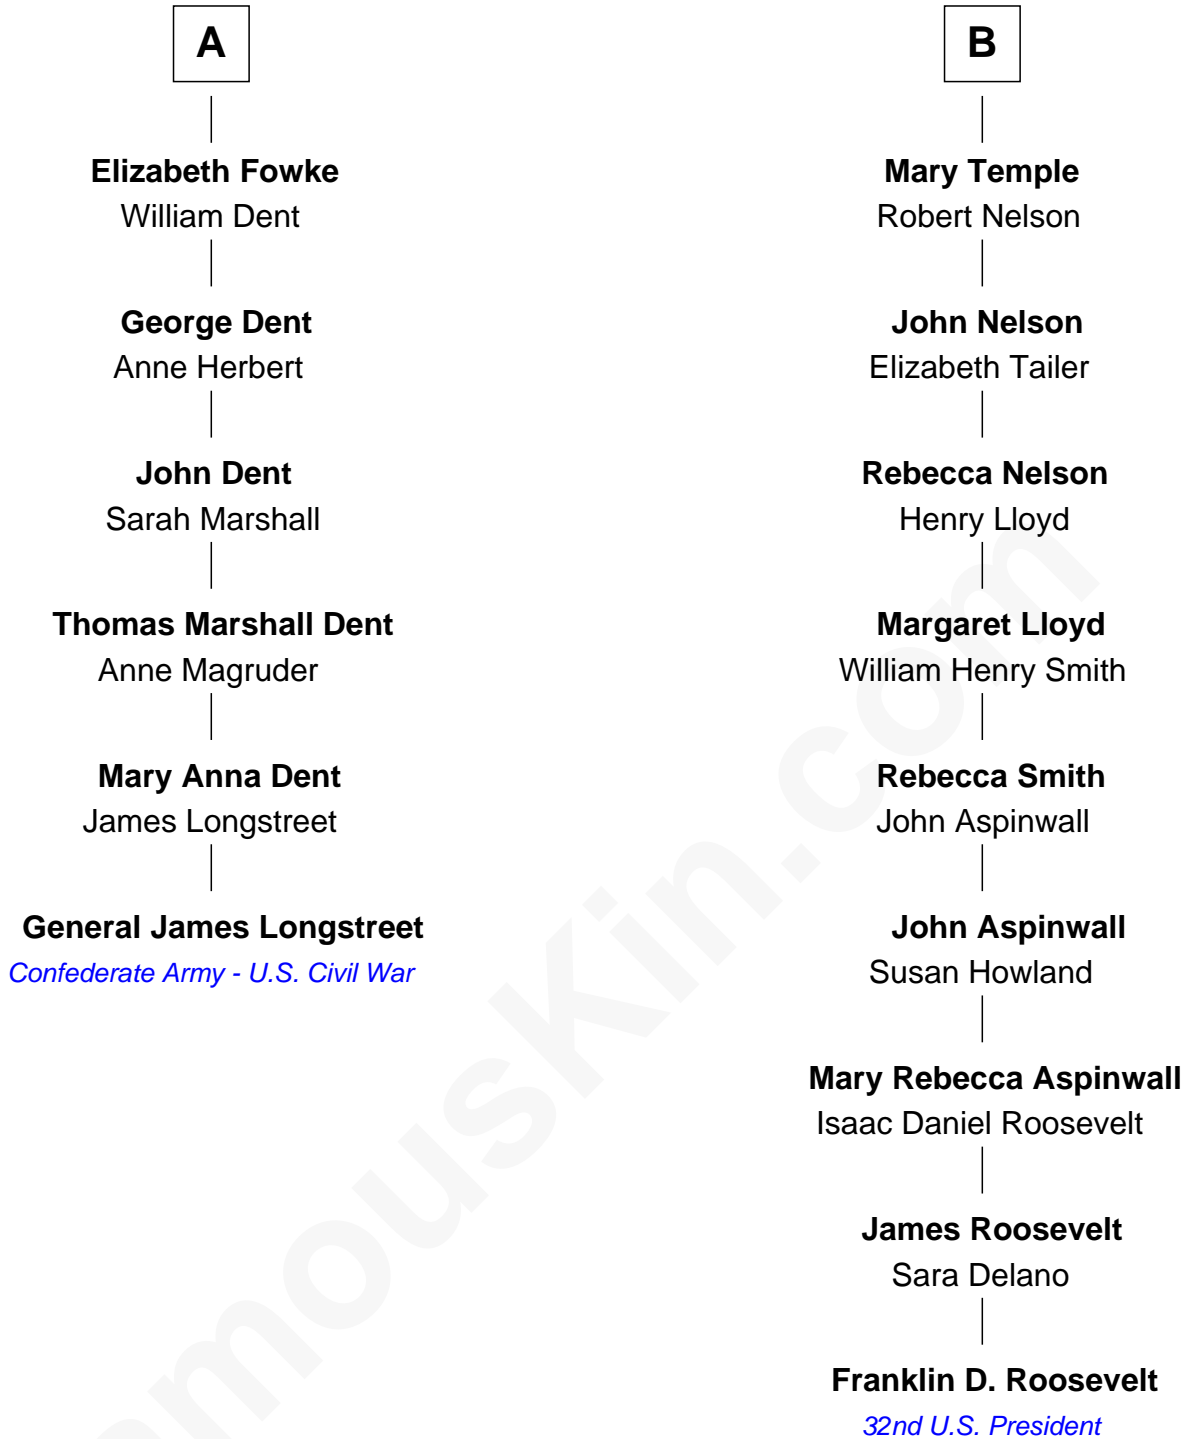 A
Elizabeth Fowke
William Dent
George Dent
Anne Herbert
John Dent
Sarah Marshall
Thomas Marshall Dent
Anne Magruder
Mary Anna Dent
James Longstreet
General James Longstreet
Confederate Army - U.S. Civil War
B
Mary Temple
Robert Nelson
John Nelson
Elizabeth Tailer
Rebecca Nelson
Henry Lloyd
Margaret Lloyd
William Henry Smith
Rebecca Smith
John Aspinwall
John Aspinwall
Susan Howland
Mary Rebecca Aspinwall
Isaac Daniel Roosevelt
James Roosevelt
Sara Delano
Franklin D. Roosevelt
32nd U.S. President
amouskin.com